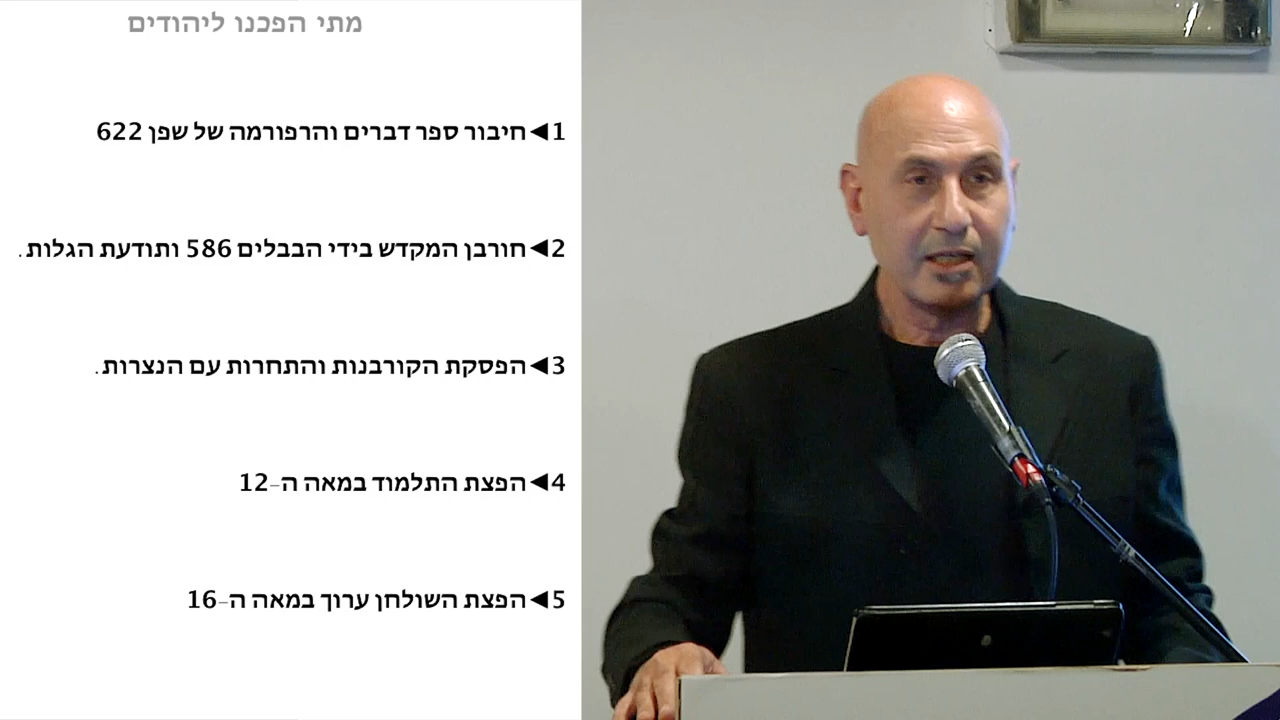 מתי הפכנו ליהודים
1◄חיבור ספר דברים והרפורמה של שפן 622
2◄חורבן המקדש בידי הבבלים 586 ותודעת הגלות.
3◄הפסקת הקורבנות והתחרות עם הנצרות.
4◄הפצת התלמוד במאה ה-12
5◄הפצת השולחן ערוך במאה ה-16